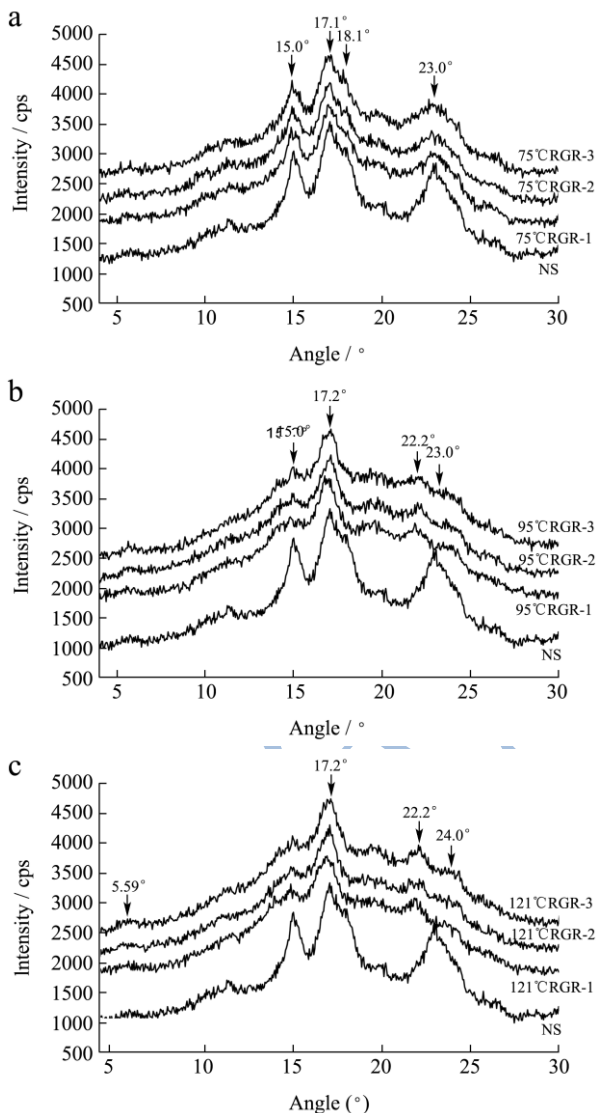 a
5000
4500
4000
3500
3000
2500
2000
1500
1000
500
Intensity / cps
15.0°
17.1°
18.1°
23.0°
75℃RGR-3
75℃RGR-2
75℃RGR-1
NS
5 10 15 20 25 30
Angle / °
b
5000
4500
4000
3500
3000
2500
2000
1500
1000
500
Intensity / cps
15.0°
17.2°
22.2°
23.0°
95℃RGR-3
95℃RGR-2
95℃RGR-1
NS
5 10 15 20 25 30
Angle / °
c
5000
4500
4000
3500
3000
2500
2000
1500
1000
500
Intensity / cps
5.59°
17.2°
22.2°
24.0°
121℃RGR-3
121℃RGR-2
121℃RGR-1
NS
5 10 15 20 25 30
Angle (°)